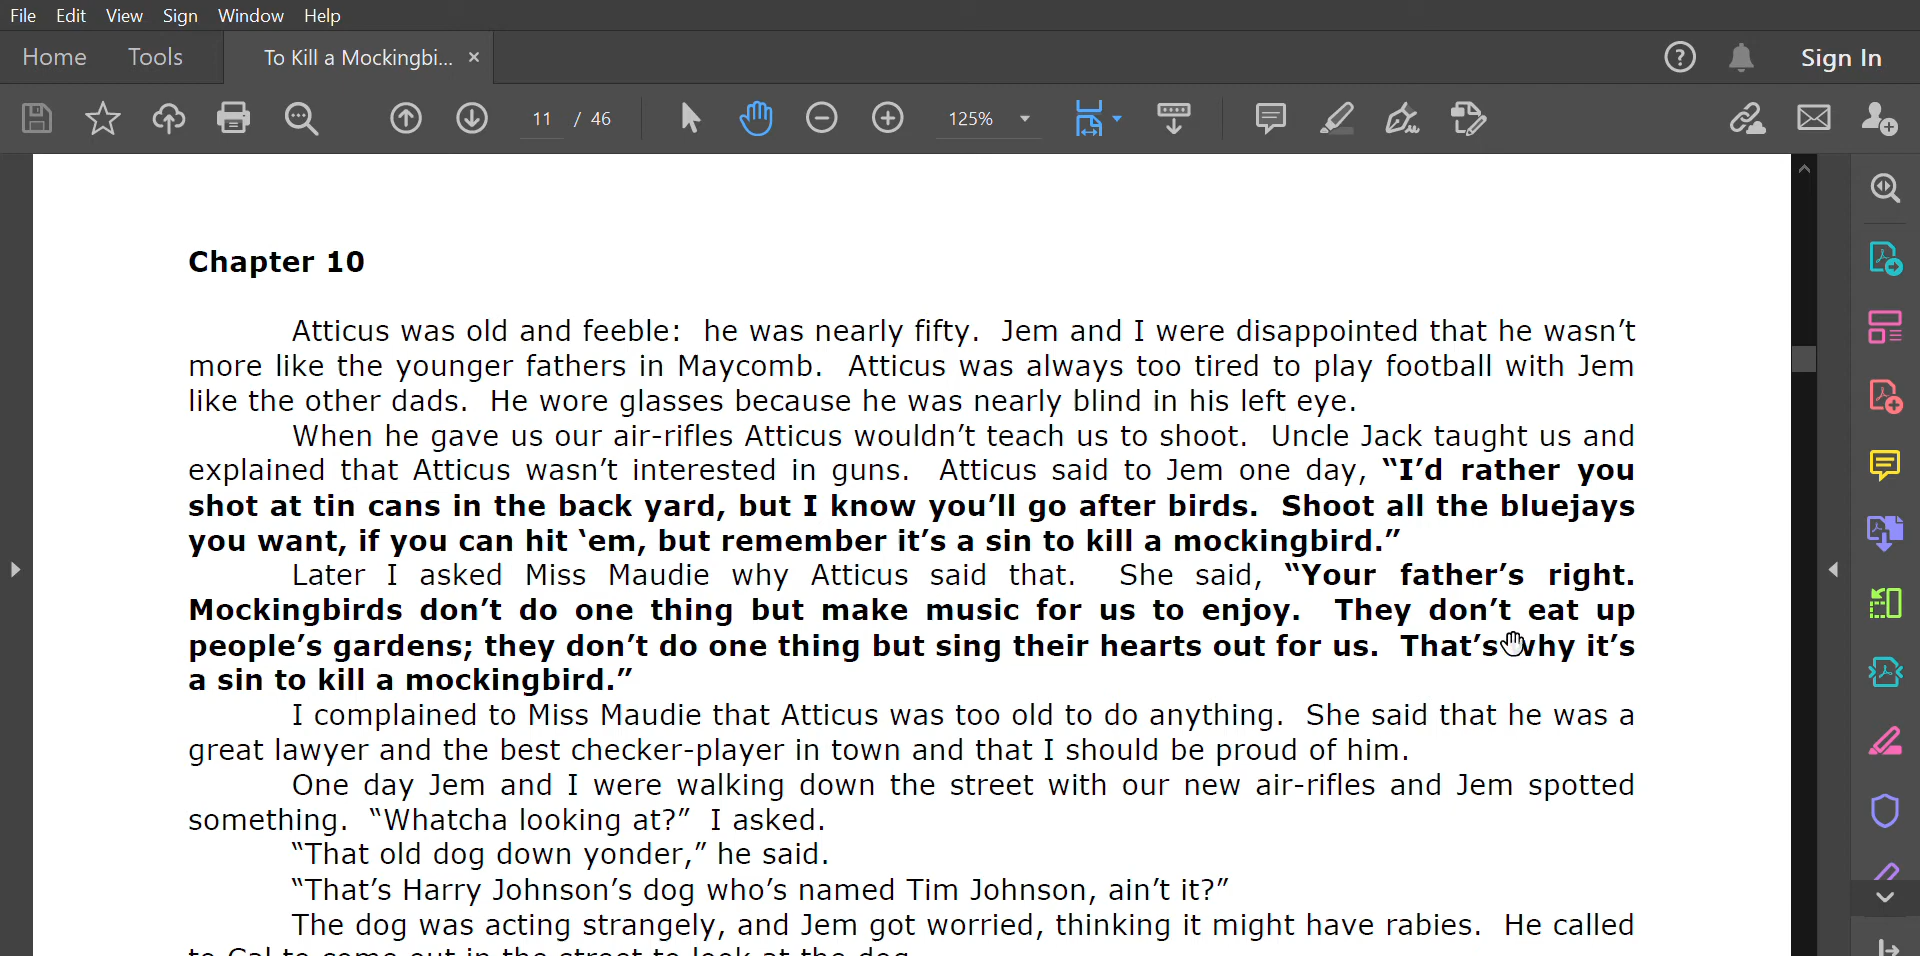 File Edit View Sign Window Help
Home Tools To Kill a Mockingbi... × Sign In
11 / 46 125%
Chapter 10
Atticus was old and feeble: he was nearly fifty. Jem and I were disappointed that he wasn’t
more like the younger fathers in Maycomb. Atticus was always too tired to play football with Jem
like the other dads. He wore glasses because he was nearly blind in his left eye.
When he gave us our air-rifles Atticus wouldn’t teach us to shoot. Uncle Jack taught us and
explained that Atticus wasn’t interested in guns. Atticus said to Jem one day, “I’d rather you
shot at tin cans in the back yard, but I know you’ll go after birds. Shoot all the bluejays
you want, if you can hit ‘em, but remember it’s a sin to kill a mockingbird.”
Later I asked Miss Maudie why Atticus said that. She said, “Your father’s right.
Mockingbirds don’t do one thing but make music for us to enjoy. They don’t eat up
people’s gardens; they don’t do one thing but sing their hearts out for us. That’s why it’s
a sin to kill a mockingbird.”
I complained to Miss Maudie that Atticus was too old to do anything. She said that he was a
great lawyer and the best checker-player in town and that I should be proud of him.
One day Jem and I were walking down the street with our new air-rifles and Jem spotted
something. “Whatcha looking at?” I asked.
“That old dog down yonder,” he said.
“That’s Harry Johnson’s dog who’s named Tim Johnson, ain’t it?”
The dog was acting strangely, and Jem got worried, thinking it might have rabies. He called
to Cal to come out in the street to look at the dog.